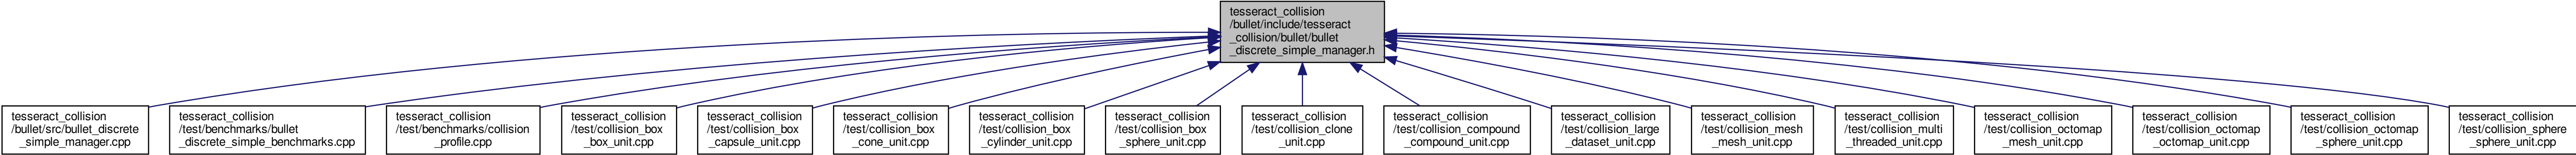 tesseract_collision
/bullet/include/tesseract
_collision/bullet/bullet
_discrete_simple_manager.h
tesseract_collision
/bullet/src/bullet_discrete
_simple_manager.cpp
tesseract_collision
/test/benchmarks/bullet
_discrete_simple_benchmarks.cpp
tesseract_collision
/test/benchmarks/collision
_profile.cpp
tesseract_collision
/test/collision_box
_box_unit.cpp
tesseract_collision
/test/collision_box
_capsule_unit.cpp
tesseract_collision
/test/collision_box
_cone_unit.cpp
tesseract_collision
/test/collision_box
_cylinder_unit.cpp
tesseract_collision
/test/collision_box
_sphere_unit.cpp
tesseract_collision
/test/collision_clone
_unit.cpp
tesseract_collision
/test/collision_compound
_compound_unit.cpp
tesseract_collision
/test/collision_large
_dataset_unit.cpp
tesseract_collision
/test/collision_mesh
_mesh_unit.cpp
tesseract_collision
/test/collision_multi
_threaded_unit.cpp
tesseract_collision
/test/collision_octomap
_mesh_unit.cpp
tesseract_collision
/test/collision_octomap
_octomap_unit.cpp
tesseract_collision
/test/collision_octomap
_sphere_unit.cpp
tesseract_collision
/test/collision_sphere
_sphere_unit.cpp